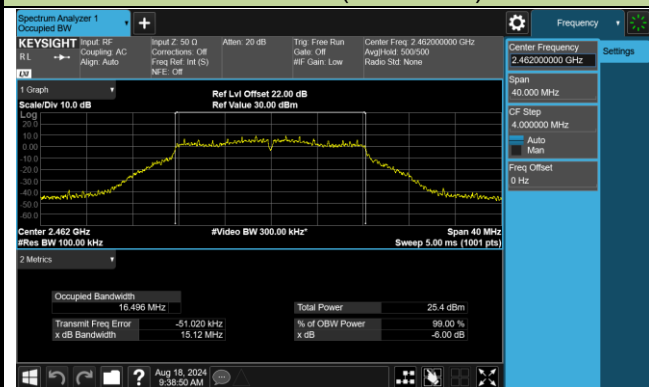 Spectrum Analyzer 1
Occupied BW
+
Frequency
KEYSIGHT
RL
LXI
Input: RF
Coupling: AC
Align: Auto
Input Z: 50 Ω
Corrections: Off
Freq Ref: Int (S)
NFE: Off
Atten: 20 dB
Trig: Free Run
Gate: Off
#IF Gain: Low
Center Freq: 2.462000000 GHz
Avg|Hold: 500/500
Radio Std: None
Center Frequency
2.462000000 GHz
Settings
Span
40.000 MHz
CF Step
4.000000 MHz
Auto
Man
Freq Offset
0 Hz
1 Graph
Scale/Div 10.0 dB
Ref Lvl Offset 22.00 dB
Ref Value 30.00 dBm
Log
20.0
10.0
0.00
-10.0
-20.0
-30.0
-40.0
-50.0
-60.0
Center 2.462 GHz
#Res BW 100.00 kHz
#Video BW 300.00 kHz*
Span 40 MHz
Sweep 5.00 ms (1001 pts)
2 Metrics
Occupied Bandwidth
16.496 MHz
Total Power 25.4 dBm
Transmit Freq Error -51.020 kHz
% of OBW Power 99.00 %
x dB Bandwidth 15.12 MHz
x dB -6.00 dB
?
Aug 18, 2024
9:38:50 AM